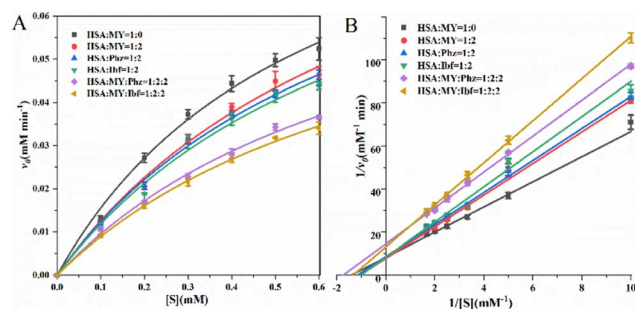 A
HSA:MY=1:0
HSA:MY=1:2
HSA:Phz=1:2
HSA:Ibf=1:2
HSA:MY:Phz=1:2:2
HSA:MY:Ibf=1:2:2
0.06
0.05
0.04
0.03
0.02
0.01
0.00
v₀(mM min⁻¹)
0.0 0.1 0.2 0.3 0.4 0.5 0.6
[S](mM)
B
HSA:MY=1:0
HSA:MY=1:2
HSA:Phz=1:2
HSA:Ibf=1:2
HSA:MY:Phz=1:2:2
HSA:MY:Ibf=1:2:2
100
80
60
40
20
1/v₀(mM⁻¹ min)
-2 0 2 4 6 8 10
1/[S](mM⁻¹)